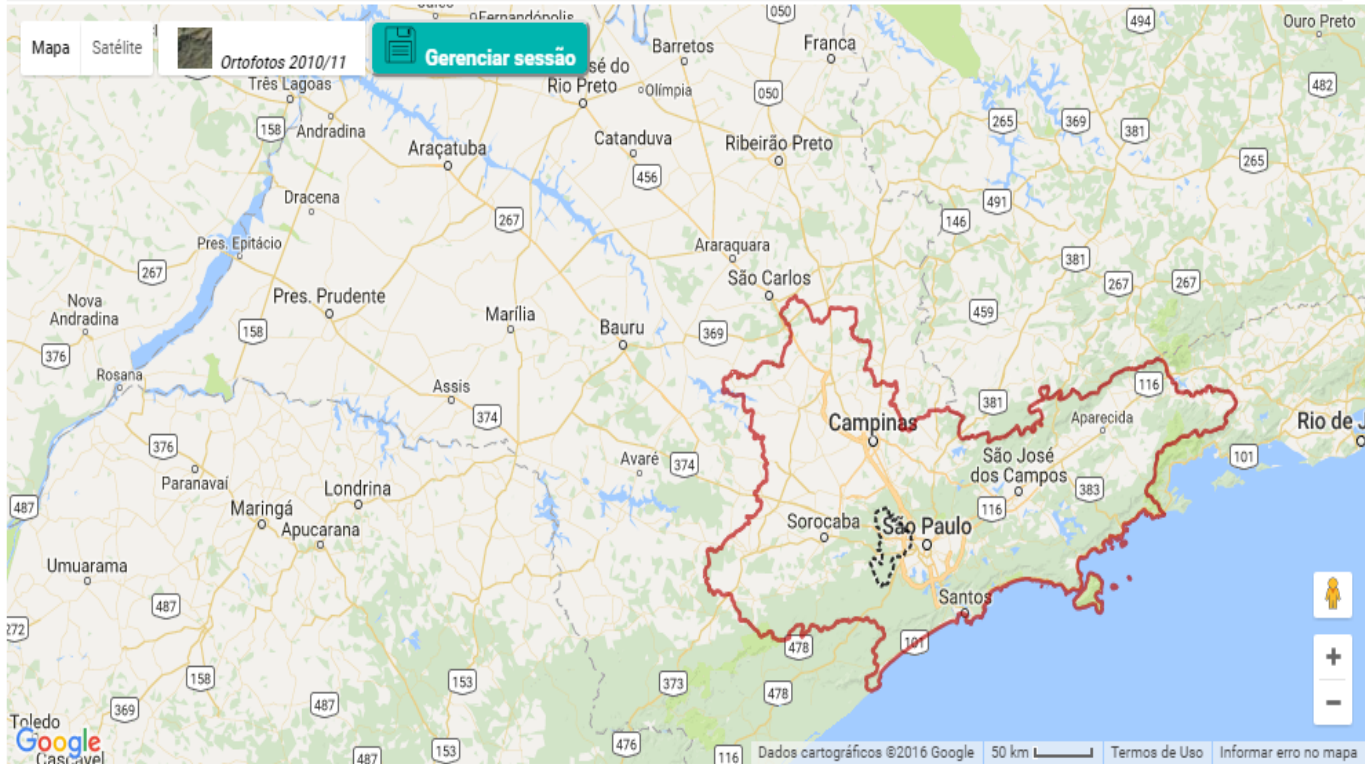 Fernandópolis
050
494
Ouro Preto
Mapa
Satélite
Ortofotos 2010/11
Gerenciar sessão
Barretos
Franca
sé do
Rio Preto
Olímpia
050
482
Três Lagoas
158
Andradina
265
369
381
Catanduva
Ribeirão Preto
Araçatuba
456
265
Dracena
491
267
146
Pres. Epitácio
Araraquara
381
267
São Carlos
267
267
Nova
Andradina
Pres. Prudente
Marília
459
158
Bauru
369
376
Rosana
Assis
116
374
381
Aparecida
Campinas
Rio de J
376
Avaré
374
São José
dos Campos
101
Paranavaí
Londrina
383
487
Maringá
116
Apucarana
Sorocaba
São Paulo
Umuarama
487
Santos
272
478
101
158
153
373
478
369
487
Toledo
Google
Cascavel
487
153
476
116
Dados cartográficos ©2016 Google
50 km
Termos de Uso
Informar erro no mapa